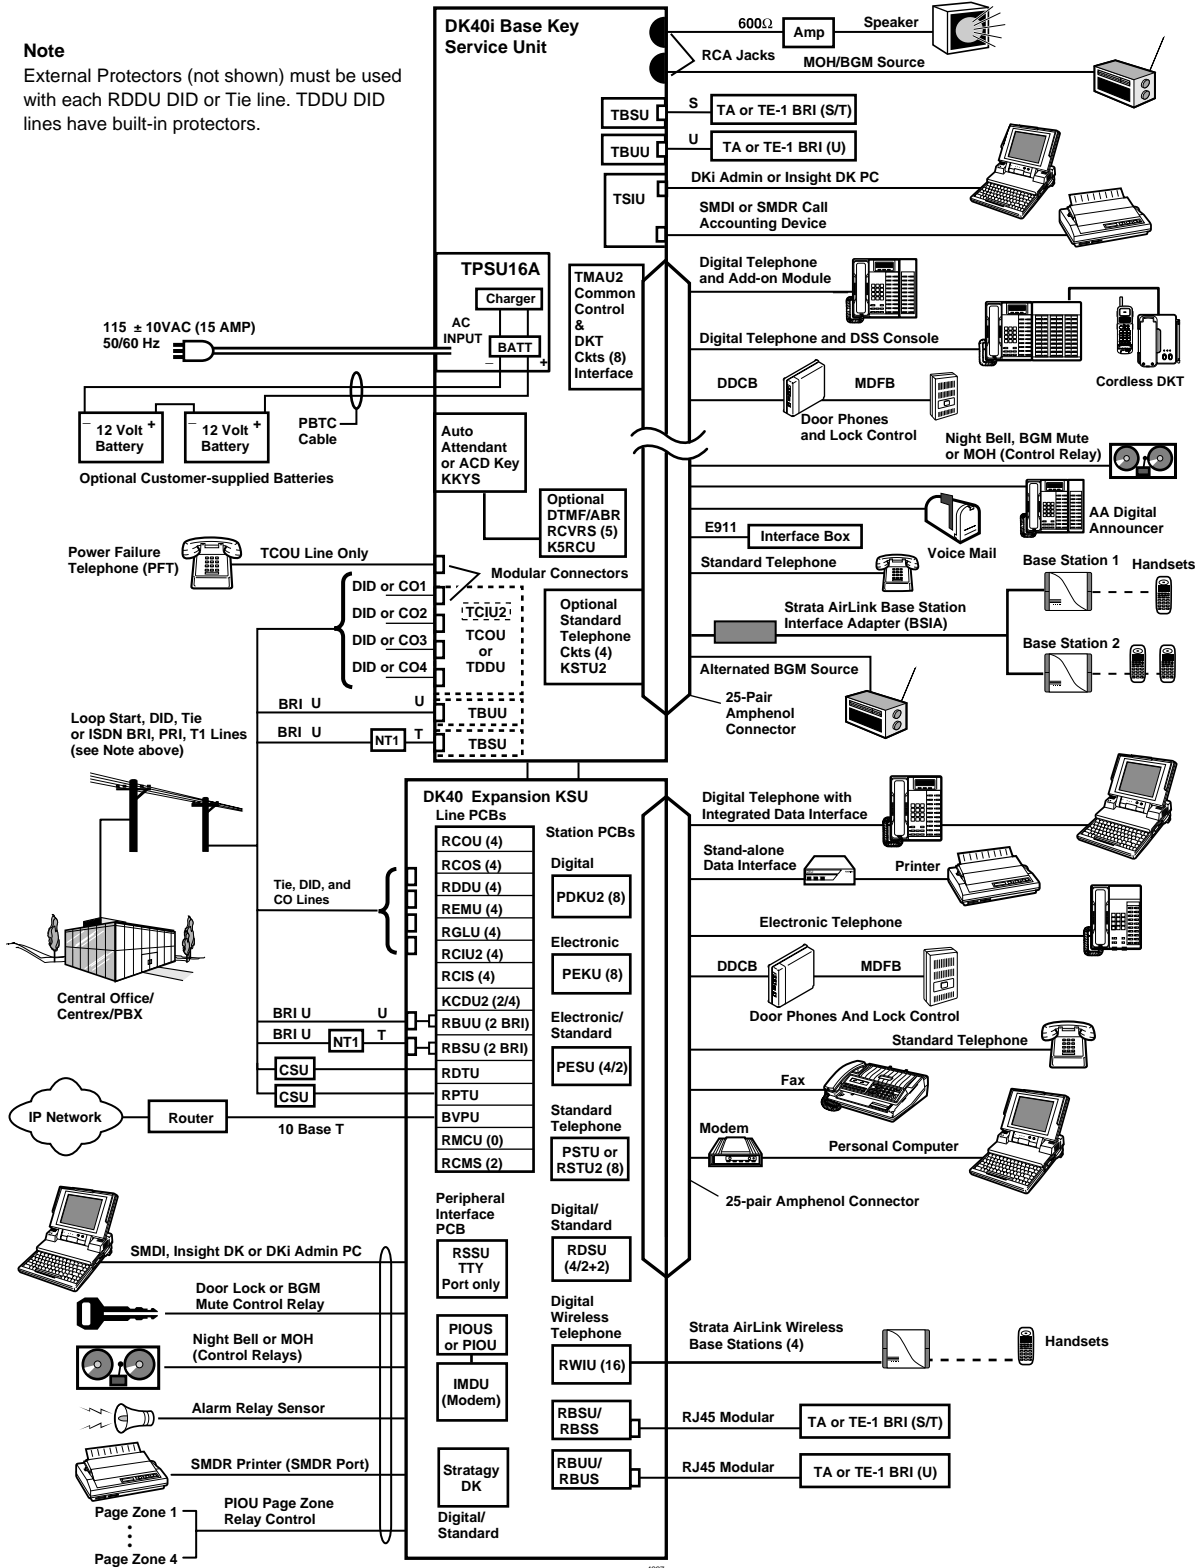 Note
External Protectors (not shown) must be used
with each RDDU DID or Tie line. TDDU DID
lines have built-in protectors.
DK40i Base Key
Service Unit
600Ω
Amp
Speaker
RCA Jacks
MOH/BGM Source
TBSU
S
TA or TE-1 BRI (S/T)
TBUU
U
TA or TE-1 BRI (U)
TSIU
DKi Admin or Insight DK PC
SMDI or SMDR Call
Accounting Device
TPSU16A
Charger
AC
INPUT
BATT
– +
115 ± 10VAC (15 AMP)
50/60 Hz
– 12 Volt +
Battery
– 12 Volt +
Battery
PBTC
Cable
Optional Customer-supplied Batteries
TMAU2
Common
Control
&
DKT
Ckts (8)
Interface
Digital Telephone
and Add-on Module
Digital Telephone and DSS Console
Cordless DKT
DDCB
MDFB
Door Phones
and Lock Control
Auto
Attendant
or ACD Key
KKYS
Optional
DTMF/ABR
RCVRS (5)
K5RCU
Night Bell, BGM Mute
or MOH (Control Relay)
AA Digital
Announcer
Voice Mail
E911
Interface Box
Standard Telephone
Power Failure
Telephone (PFT)
TCOU Line Only
Modular Connectors
DID or CO1
DID or CO2
DID or CO3
DID or CO4
TCIU2
TCOU
or
TDDU
Optional
Standard
Telephone
Ckts (4)
KSTU2
Base Station 1
Handsets
Strata AirLink Base Station
Interface Adapter (BSIA)
Base Station 2
Alternated BGM Source
25-Pair
Amphenol
Connector
BRI U
U
TBUU
BRI U
NT1
T
TBSU
Loop Start, DID, Tie
or ISDN BRI, PRI, T1 Lines
(see Note above)
Central Office/
Centrex/PBX
DK40 Expansion KSU
Line PCBs
RCOU (4)
RCOS (4)
RDDU (4)
REMU (4)
RGLU (4)
RCIU2 (4)
RCIS (4)
KCDU2 (2/4)
RBUU (2 BRI)
RBSU (2 BRI)
RDTU
RPTU
BVPU
RMCU (0)
RCMS (2)
Tie, DID, and
CO Lines
BRI U
U
BRI U
NT1
T
CSU
CSU
IP Network
Router
10 Base T
Station PCBs
Digital
PDKU2 (8)
Electronic
PEKU (8)
Electronic/
Standard
PESU (4/2)
Standard
Telephone
PSTU or
RSTU2 (8)
Digital/
Standard
RDSU
(4/2+2)
Digital
Wireless
Telephone
RWIU (16)
RBSU/
RBSS
RBUU/
RBUS
Digital Telephone with
Integrated Data Interface
Stand-alone
Data Interface
Printer
Electronic Telephone
DDCB
MDFB
Door Phones And Lock Control
Standard Telephone
Fax
Modem
Personal Computer
25-pair Amphenol Connector
Strata AirLink Wireless
Base Stations (4)
Handsets
RJ45 Modular
TA or TE-1 BRI (S/T)
RJ45 Modular
TA or TE-1 BRI (U)
Peripheral
Interface
PCB
RSSU
TTY
Port only
PIOUS
or PIOU
IMDU
(Modem)
Stratagy
DK
Digital/
Standard
SMDI, Insight DK or DKi Admin PC
Door Lock or BGM
Mute Control Relay
Night Bell or MOH
(Control Relays)
Alarm Relay Sensor
SMDR Printer (SMDR Port)
PIOU Page Zone
Relay Control
Page Zone 1
Page Zone 4